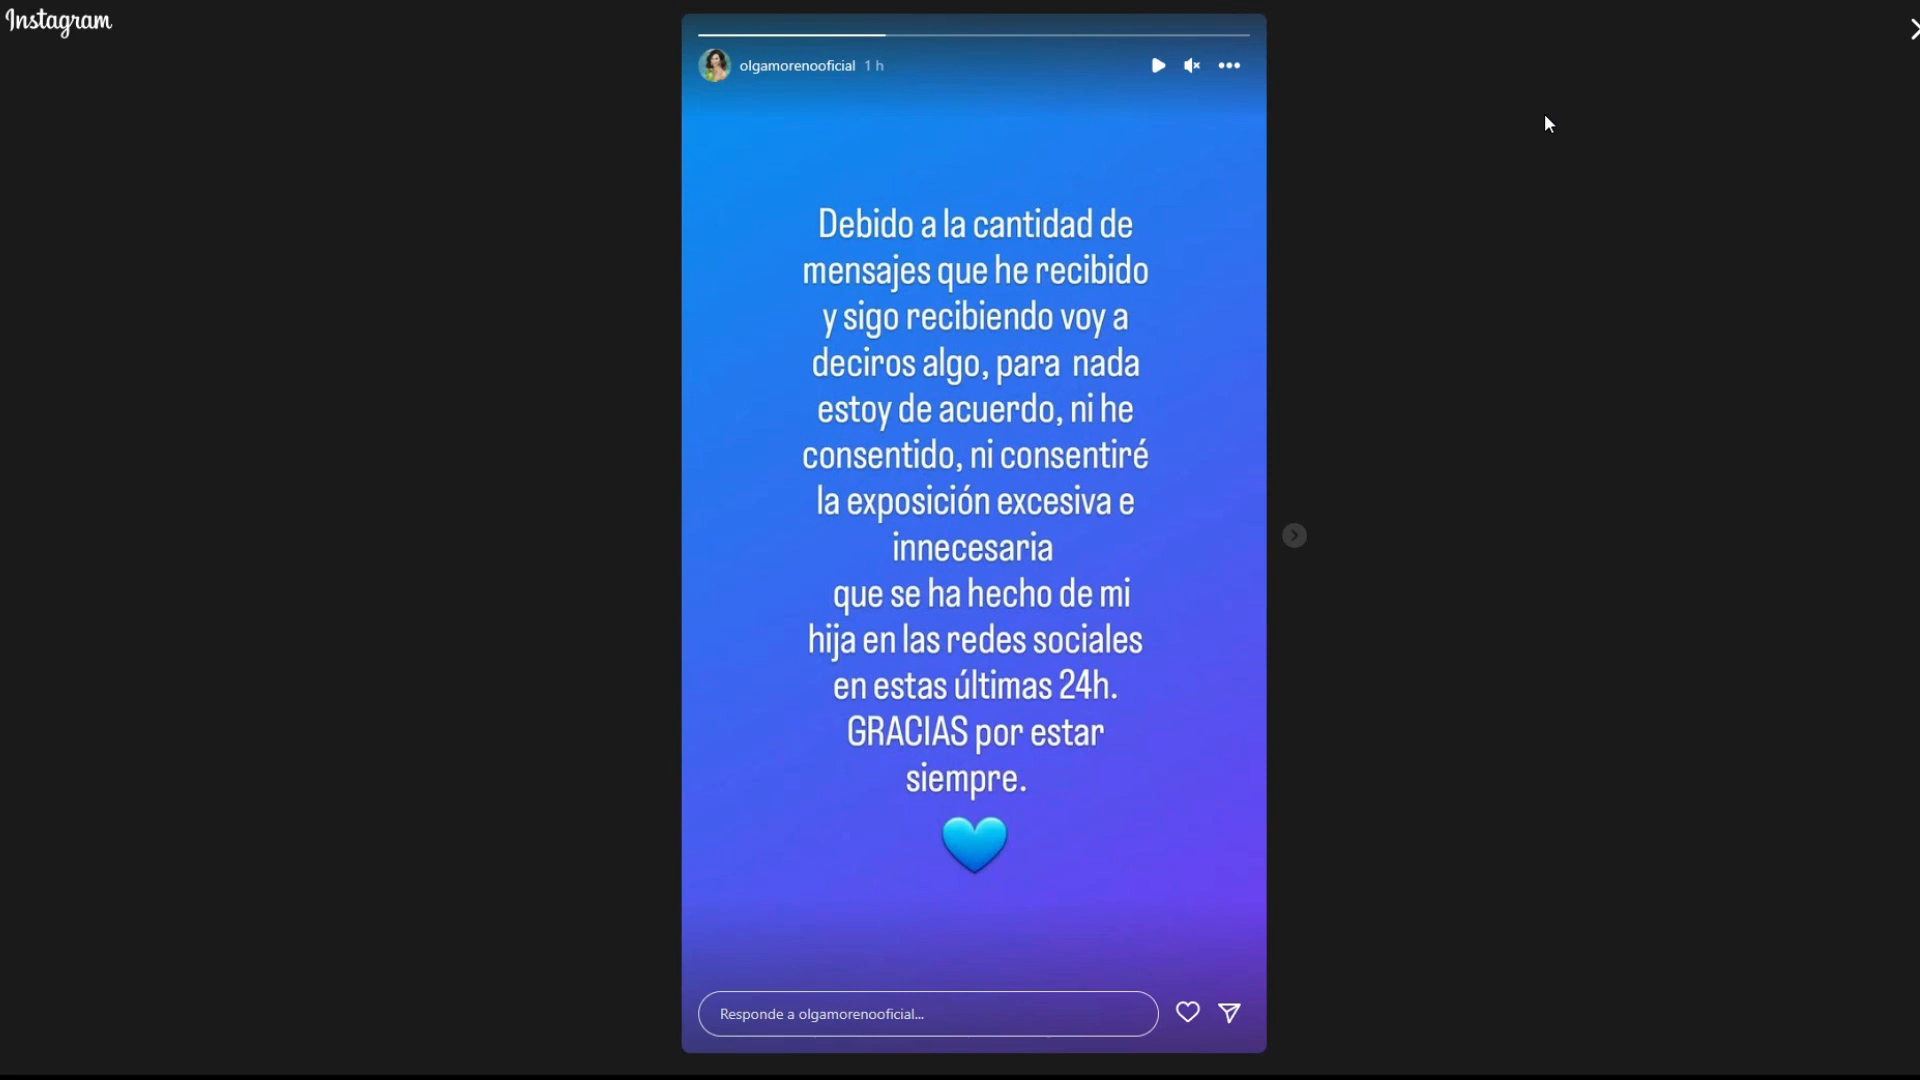 Instagram
olgamorenooficial 1 h
Debido a la cantidad de
mensajes que he recibido
y sigo recibiendo voy a
deciros algo, para nada
estoy de acuerdo, ni he
consentido, ni consentiré
la exposición excesiva e
innecesaria
que se ha hecho de mi
hija en las redes sociales
en estas últimas 24h.
GRACIAS por estar
siempre.
Responde a olgamorenooficial...